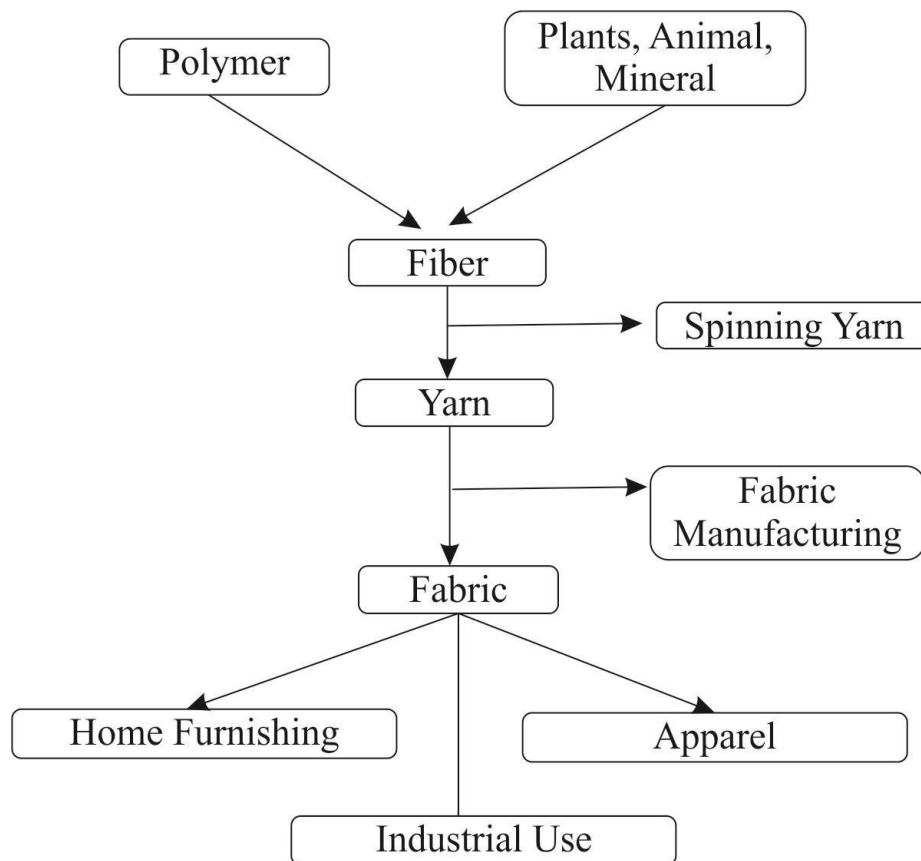 Polymer
Plants, Animal,
Mineral
Fiber
Spinning Yarn
Yarn
Fabric
Manufacturing
Fabric
Home Furnishing
Apparel
Industrial Use